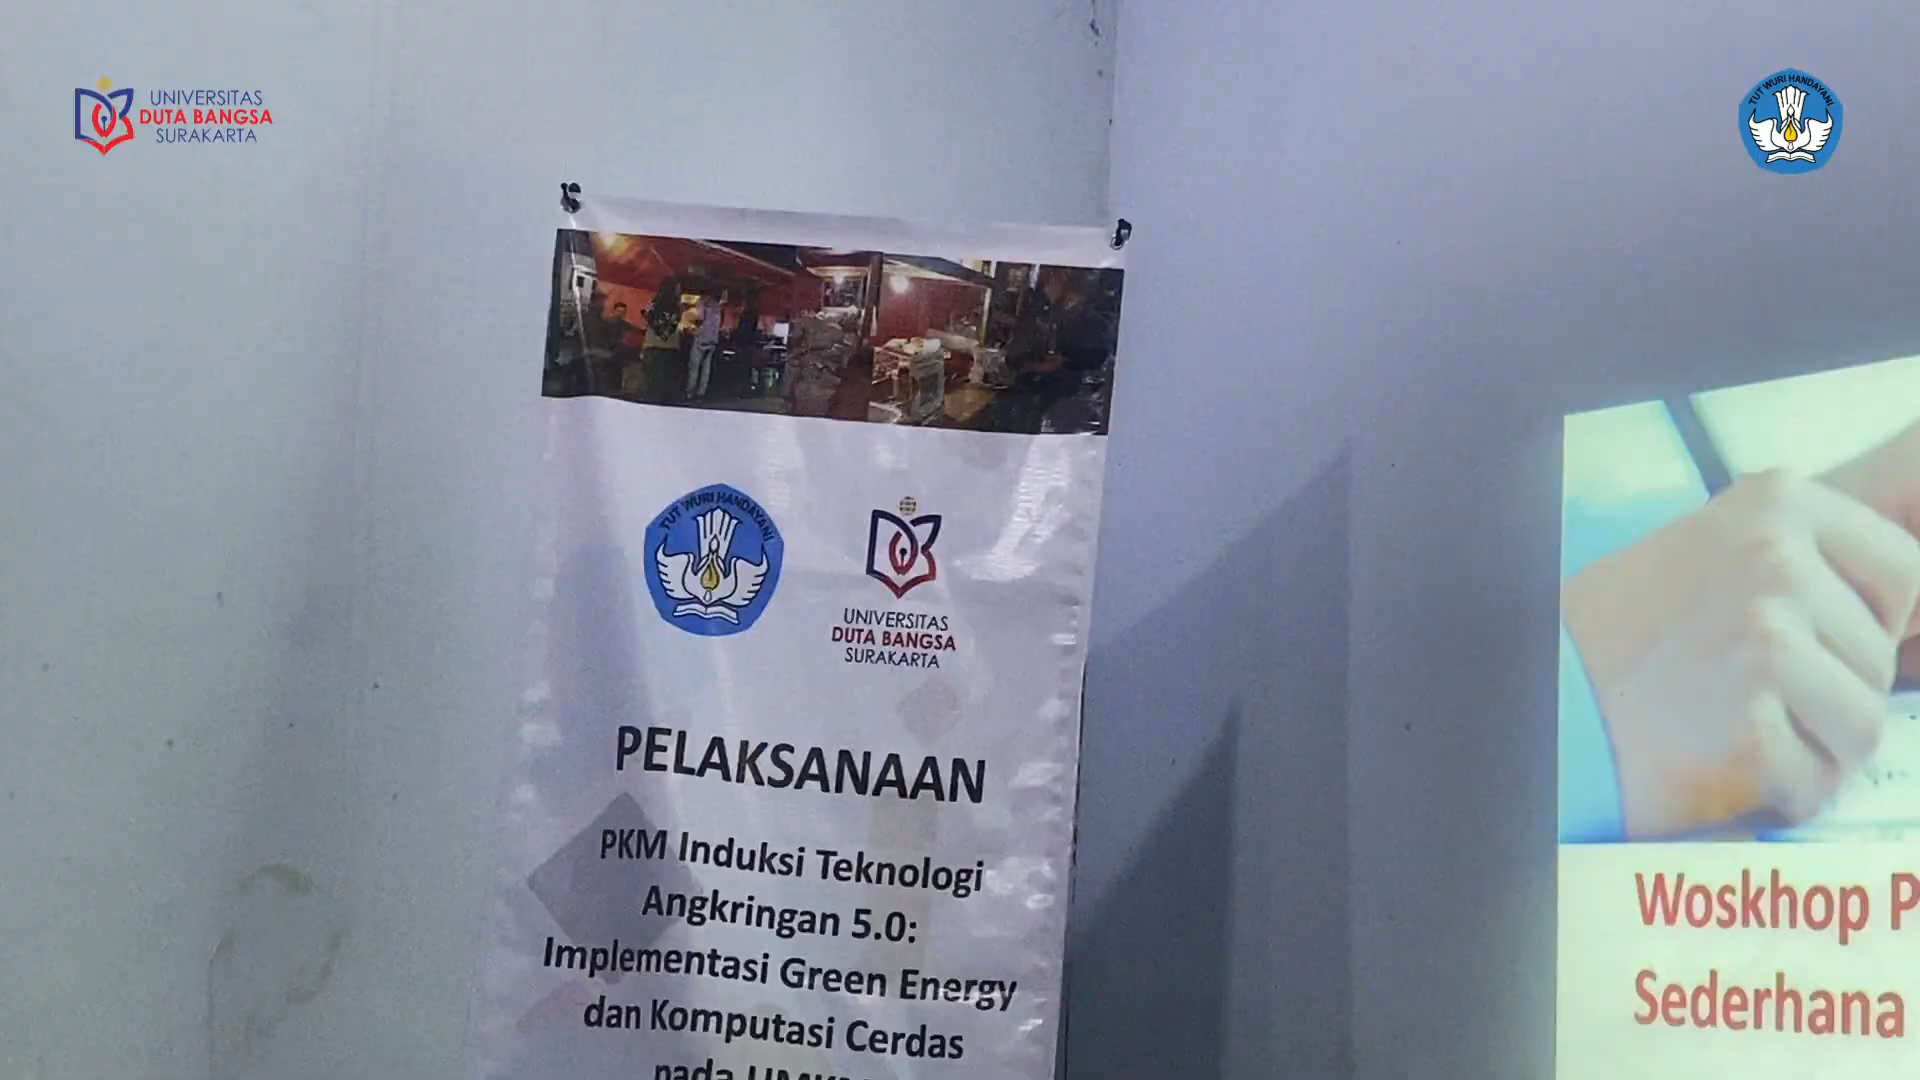 UNIVERSITAS
DUTA BANGSA
SURAKARTA
TUT WURI HANDAYANI
TUT WURI HANDAYANI
UNIVERSITAS
DUTA BANGSA
SURAKARTA
PELAKSANAAN
PKM Induksi Teknologi
Angkringan 5.0:
Implementasi Green Energy
dan Komputasi Cerdas
pada
Woskhop P
Sederhana